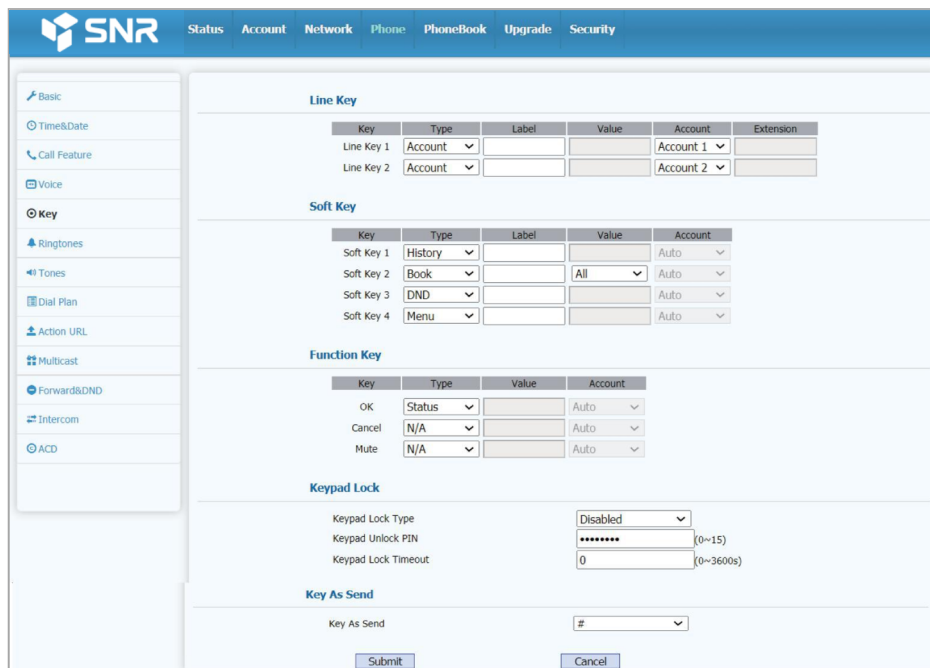 SNR Status Account Network Phone PhoneBook Upgrade Security
Basic
Time&Date
Call Feature
Voice
Key
Ringtones
Tones
Dial Plan
Action URL
Multicast
Forward&DND
Intercom
ACD
Line Key
Key Type Label Value Account Extension
Line Key 1 Account Account 1
Line Key 2 Account Account 2
Soft Key
Key Type Label Value Account
Soft Key 1 History Auto
Soft Key 2 Book All Auto
Soft Key 3 DND Auto
Soft Key 4 Menu Auto
Function Key
Key Type Value Account
OK Status Auto
Cancel N/A Auto
Mute N/A Auto
Keypad Lock
Keypad Lock Type Disabled
Keypad Unlock PIN •••••••• (0~15)
Keypad Lock Timeout 0 (0~3600s)
Key As Send
Key As Send #
Submit Cancel